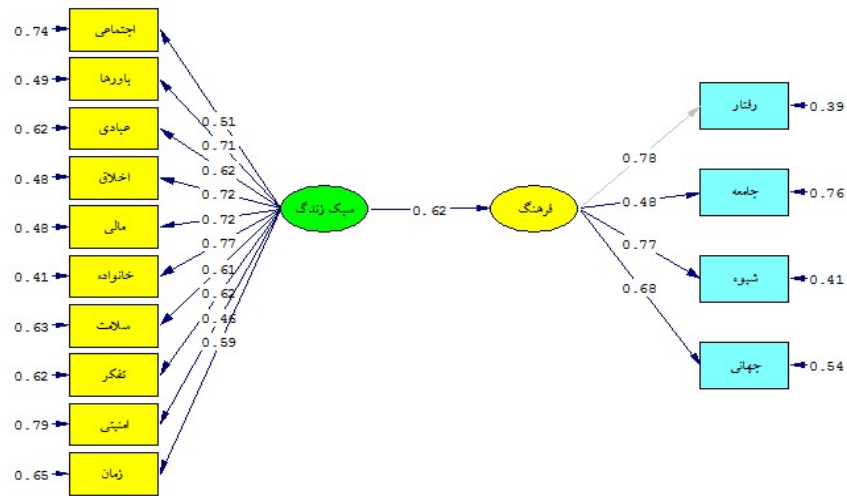 0.74 اجتماعی
0.49 باورها
0.62 عبادی
0.48 اخلاق
0.48 مالی
0.41 خانواده
0.63 سلامت
0.62 تفکر
0.79 امنیتی
0.65 زمان
0.51
0.71
0.62
0.72
0.72
0.77
0.61
0.62
0.46
0.59
سبک زندگ
0.62
فرهنگ
0.78
0.48
0.77
0.68
رفتار 0.39
جامعه 0.76
شیوه 0.41
جهانی 0.54